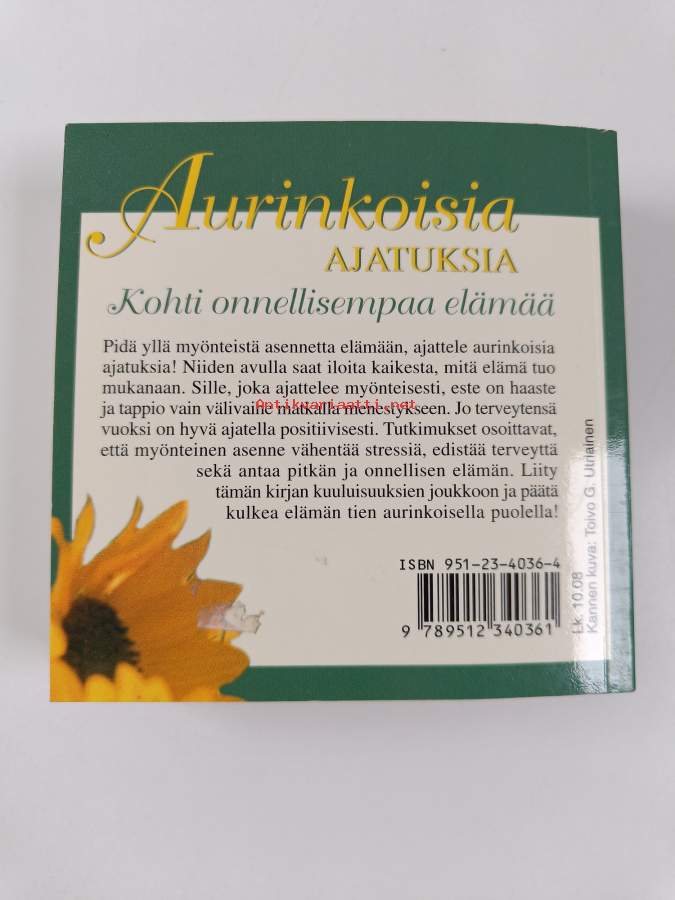 Aurinkoisia
AJATUKSIA
Kohti onnellisempaa elämää
Pidä yllä myönteistä asennetta elämään, ajattele aurinkoisia
ajatuksia! Niiden avulla saat iloita kaikesta, mitä elämä tuo
mukanaan. Sille, joka ajattelee myönteisesti, este on haaste
ja tappio vain välivaihe matkalla menestykseen. Jo terveytensä
Antikvariaatti.net
vuoksi on hyvä ajatella positiivisesti. Tutkimukset osoittavat,
että myönteinen asenne vähentää stressiä, edistää terveyttä
sekä antaa pitkän ja onnellisen elämän. Liity
tämän kirjan kuuluisuuksien joukkoon ja päätä
kulkea elämän tien aurinkoisella puolella!
ISBN 951-23-4036-4
9 789512 340361
Lk. 10.08
Kannen kuva: Toivo G. Utriainen